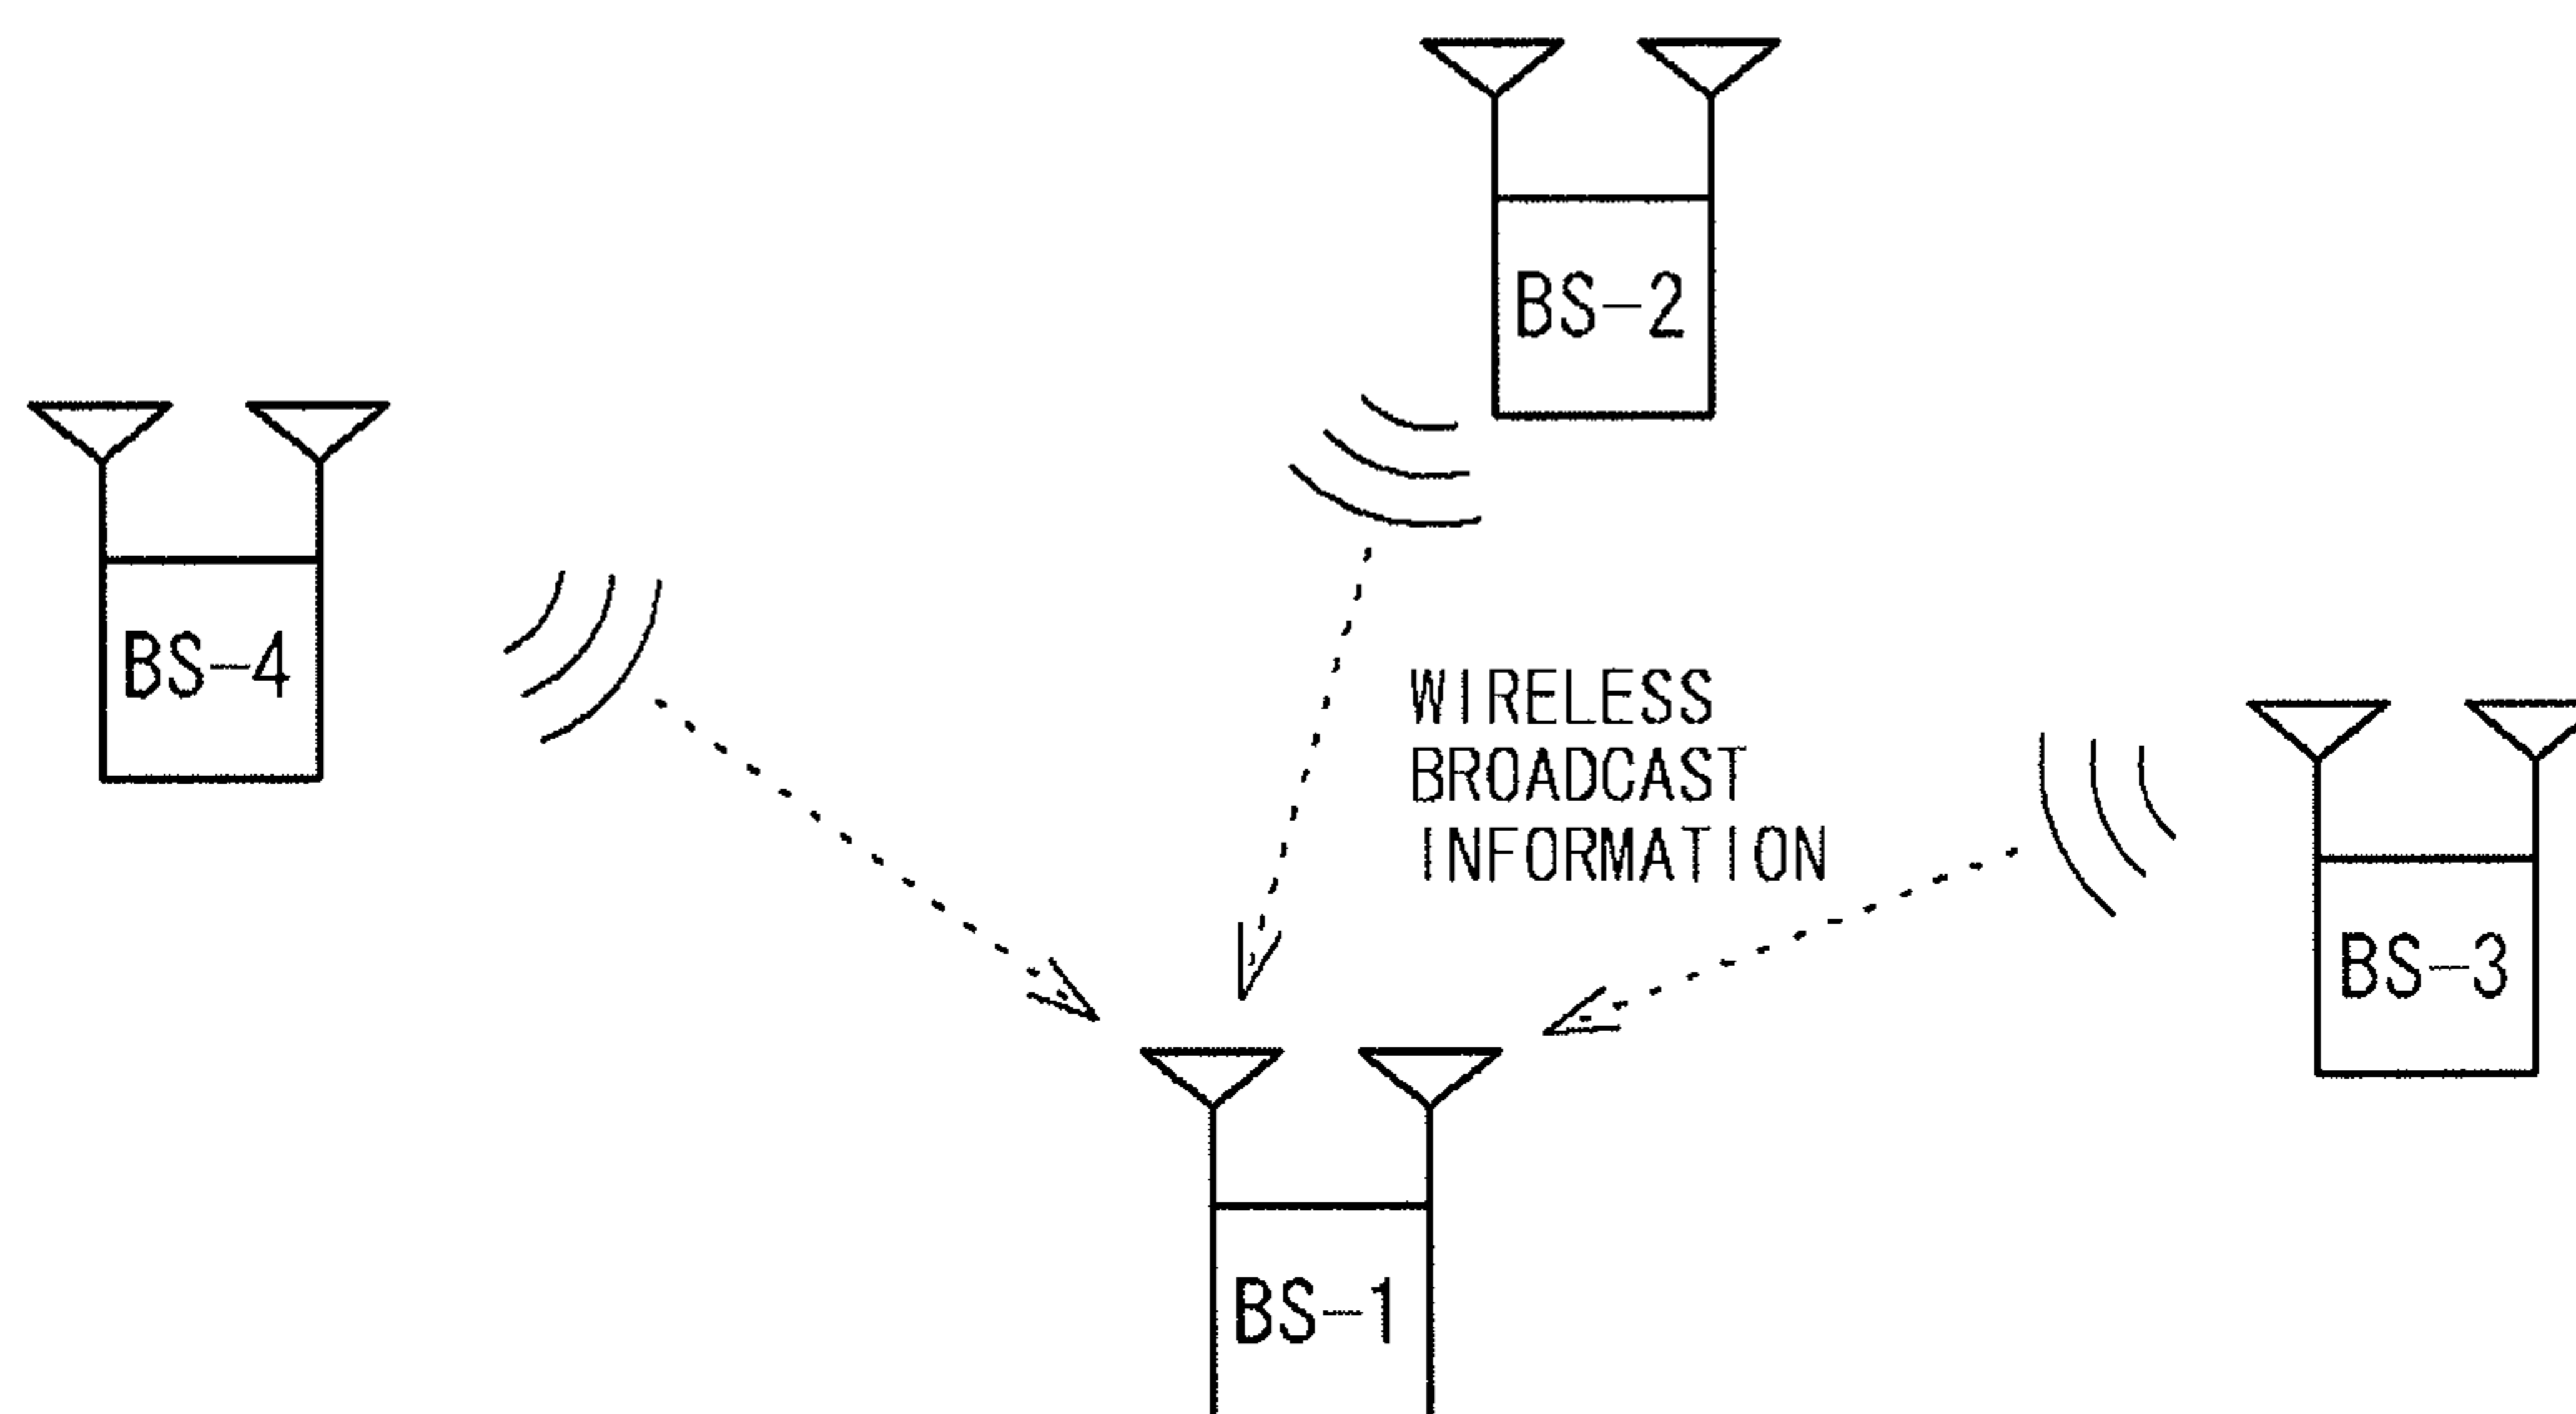 BS-2
BS-4
WIRELESS
BROADCAST
INFORMATION
BS-3
BS-1